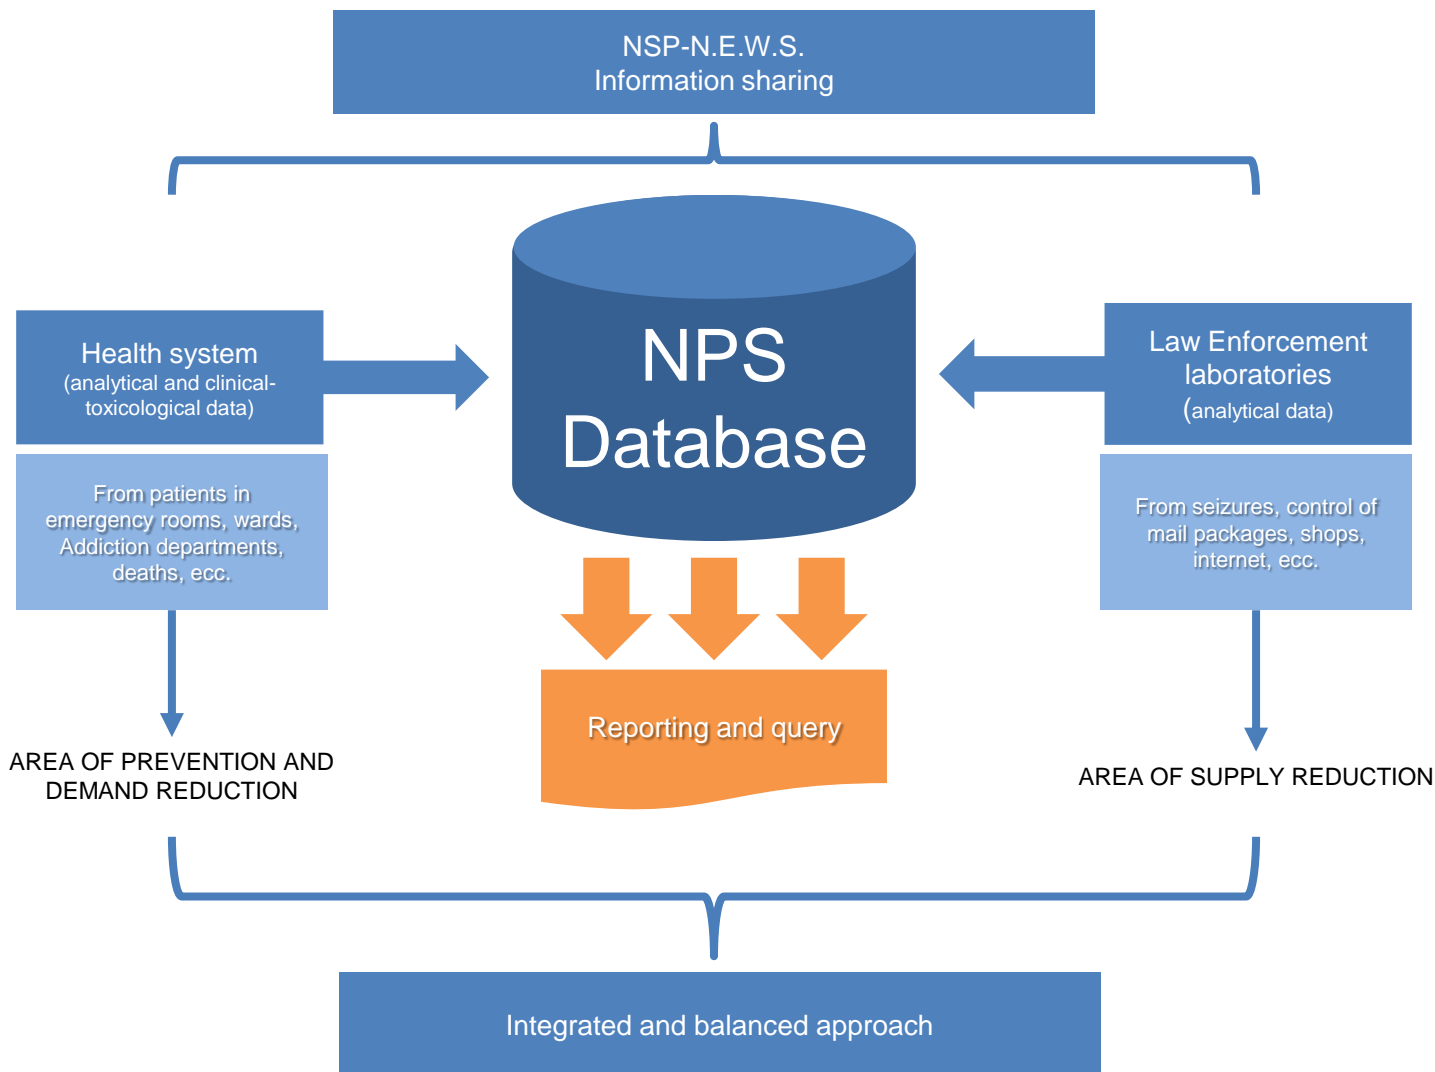 NSP-N.E.W.S.
Information sharing
Health system
(analytical and clinical-
toxicological data)
From patients in
emergency rooms, wards,
Addiction departments,
deaths, ecc.
AREA OF PREVENTION AND
DEMAND REDUCTION
NPS
Database
Reporting and query
Law Enforcement
laboratories
(analytical data)
From seizures, control of
mail packages, shops,
internet, ecc.
AREA OF SUPPLY REDUCTION
Integrated and balanced approach